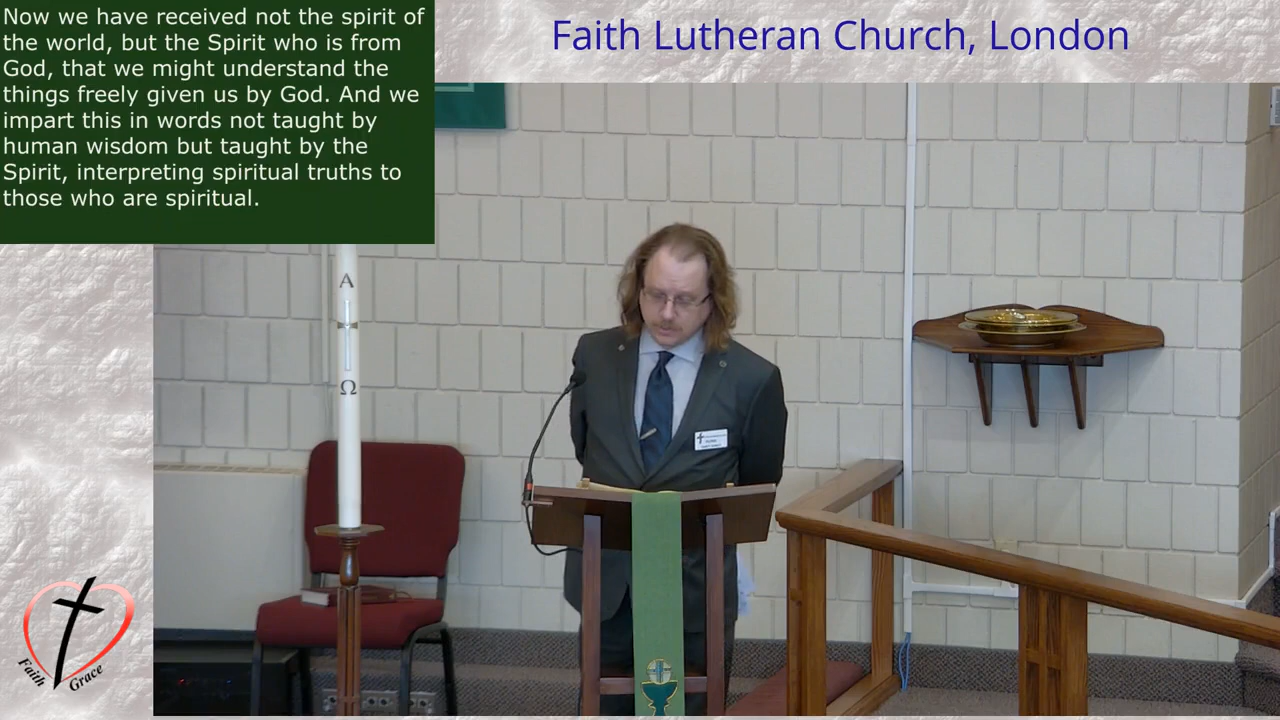 Now we have received not the spirit of
the world, but the Spirit who is from
God, that we might understand the
things freely given us by God. And we
impart this in words not taught by
human wisdom but taught by the
Spirit, interpreting spiritual truths to
those who are spiritual.
Faith Lutheran Church, London
Α
Ω
Faith Grace